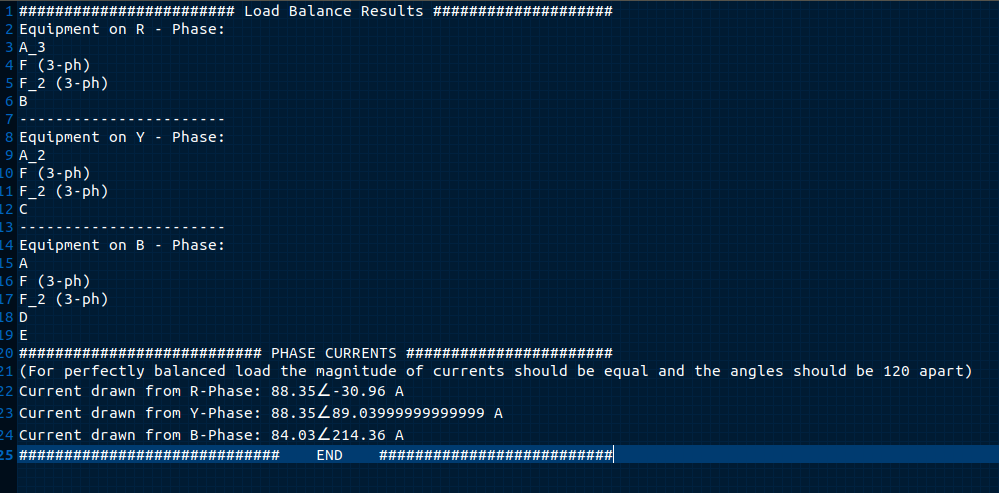 1 ######################## Load Balance Results ####################
2 Equipment on R - Phase:
3 A_3
4 F (3-ph)
5 F_2 (3-ph)
6 B
7 -----------------------
8 Equipment on Y - Phase:
9 A_2
10 F (3-ph)
11 F_2 (3-ph)
12 C
13 -----------------------
14 Equipment on B - Phase:
15 A
16 F (3-ph)
17 F_2 (3-ph)
18 D
19 E
20 ########################### PHASE CURRENTS #######################
21 (For perfectly balanced load the magnitude of currents should be equal and the angles should be 120 apart)
22 Current drawn from R-Phase: 88.35∠-30.96 A
23 Current drawn from Y-Phase: 88.35∠89.03999999999999 A
24 Current drawn from B-Phase: 84.03∠214.36 A
25 #############################    END    ##########################